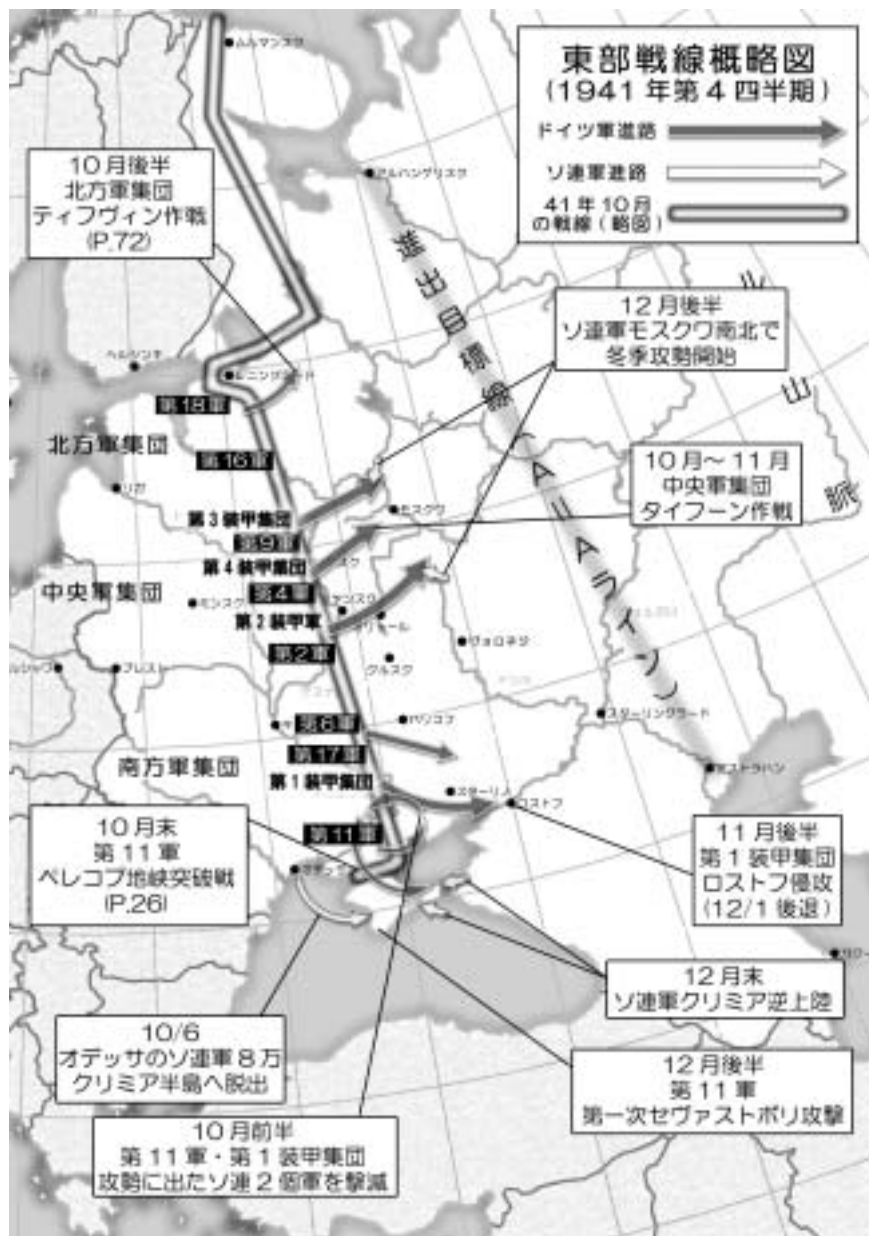 東部戦線概略図
(1941年第4四半期)
ドイツ軍進路
ソ連軍進路
41年10月
の戦線(略図)
ムルマンスク
アルハンゲリスク
10月後半
北方軍集団
ティフヴィン作戦
(P.72)
進出目標線(A=Aライン)
山
山
脈
12月後半
ソ連軍モスクワ南北で
冬季攻勢開始
ヘルシンキ
レニングラード
第18軍
北方軍集団
第16軍
リガ
10月〜11月
中央軍集団
タイフーン作戦
モスクワ
第3装甲集団
第9軍
第4装甲集団
スク
中央軍集団
第4軍
ミンスク
第2装甲軍
第2軍
ヴォロネジ
クルスク
ブレスト
スターリングラード
ハリコフ
第6軍
第17軍
南方軍集団
第1装甲集団
スターリノ
ロストフ
10月末
第11軍
ペレコプ地峡突破戦
(P.26)
第11軍
11月後半
第1装甲集団
ロストフ侵攻
(12/1後退)
12月末
ソ連軍クリミア逆上陸
10/6
オデッサのソ連軍8万
クリミア半島へ脱出
12月後半
第11軍
第一次セヴァストポリ攻撃
10月前半
第11軍・第1装甲集団
攻勢に出たソ連2個軍を撃滅